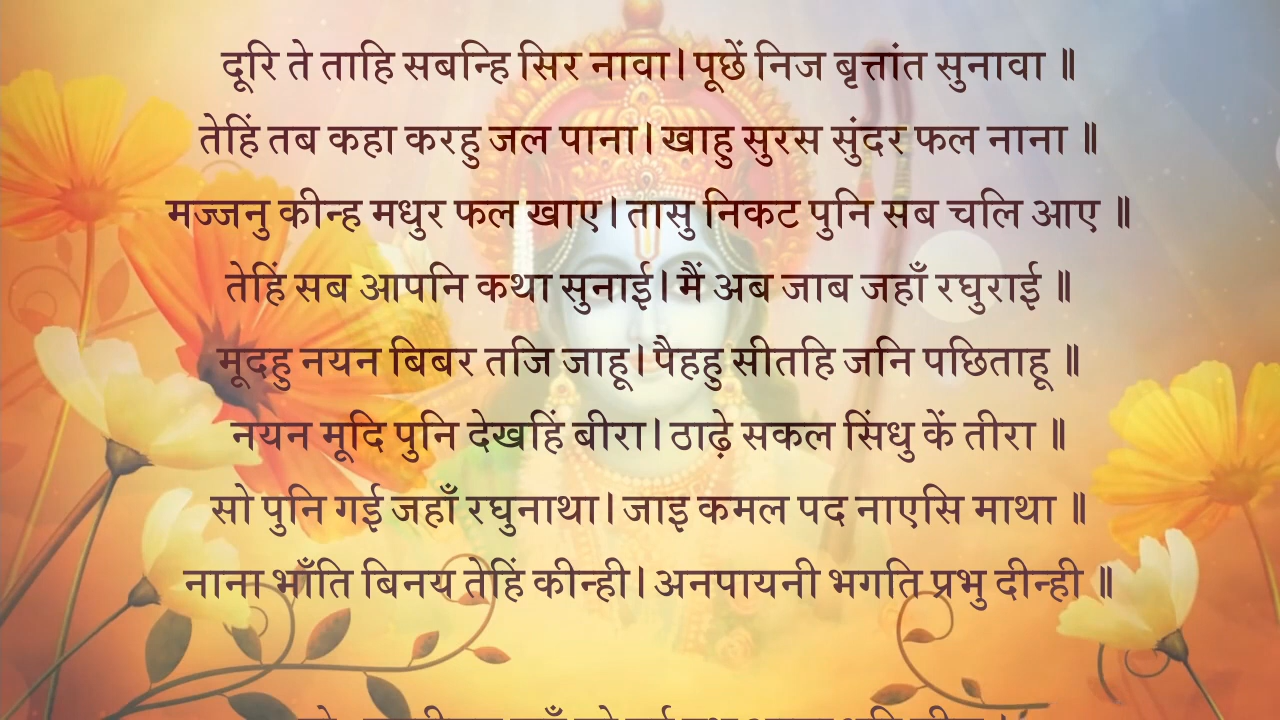 दूरि ते ताहि सबन्हि सिर नावा। पूछें निज बृत्तांत सुनावा ॥
तेहिं तब कहा करहु जल पाना। खाहु सुरस सुंदर फल नाना ॥
मज्जनु कीन्ह मधुर फल खाए। तासु निकट पुनि सब चलि आए ॥
तेहिं सब आपनि कथा सुनाई। मैं अब जाब जहाँ रघुराई ॥
मूदहु नयन बिबर तजि जाहू। पैहहु सीतहि जनि पछिताहू ॥
नयन मूदि पुनि देखहिं बीरा। ठाढ़े सकल सिंधु कें तीरा ॥
सो पुनि गई जहाँ रघुनाथा। जाइ कमल पद नाएसि माथा ॥
नाना भाँति बिनय तेहिं कीन्ही। अनपायनी भगति प्रभु दीन्ही ॥